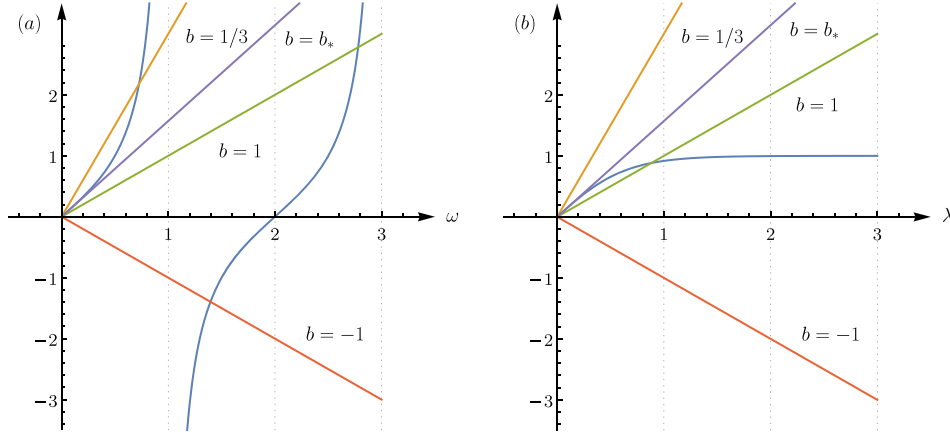 (a)
b = 1/3
b = b*
b = 1
b = −1
ω
2
1
−1
−2
−3
1
2
3
(b)
b = 1/3
b = b*
b = 1
b = −1
2
1
−1
−2
−3
1
2
3